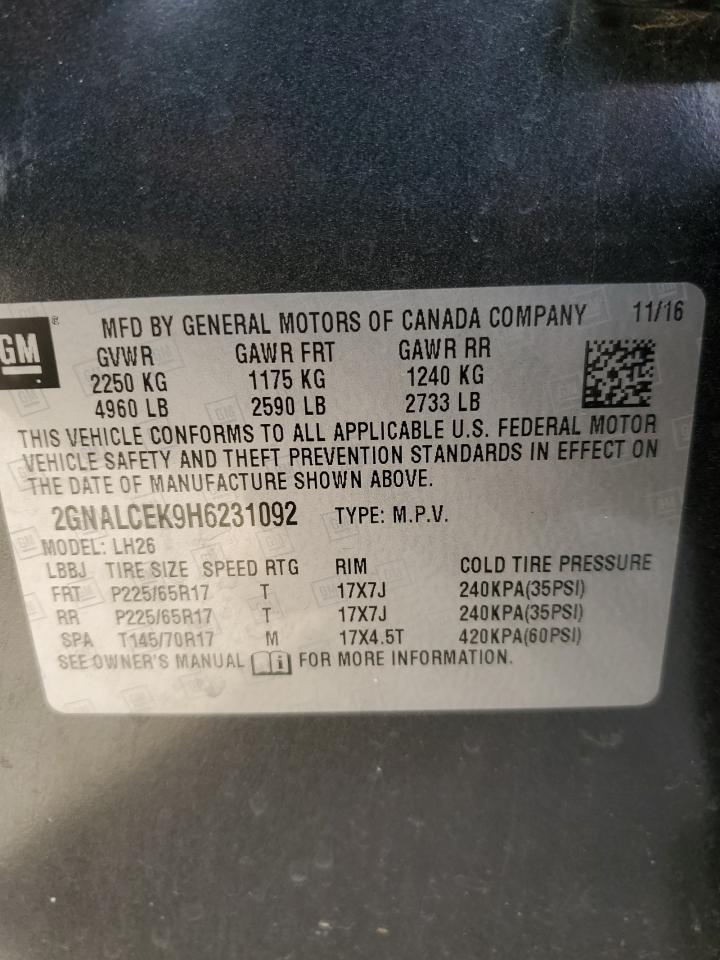 GM ® MFD BY GENERAL MOTORS OF CANADA COMPANY 11/16
GVWR GAWR FRT GAWR RR
2250 KG 1175 KG 1240 KG
4960 LB 2590 LB 2733 LB
THIS VEHICLE CONFORMS TO ALL APPLICABLE U.S. FEDERAL MOTOR
VEHICLE SAFETY AND THEFT PREVENTION STANDARDS IN EFFECT ON
THE DATE OF MANUFACTURE SHOWN ABOVE.
2GNALCEK9H6231092 TYPE: M.P.V.
MODEL: LH26
LBBJ TIRE SIZE SPEED RTG RIM COLD TIRE PRESSURE
FRT P225/65R17 T 17X7J 240KPA(35PSI)
RR P225/65R17 T 17X7J 240KPA(35PSI)
SPA T145/70R17 M 17X4.5T 420KPA(60PSI)
SEE OWNER'S MANUAL i FOR MORE INFORMATION.